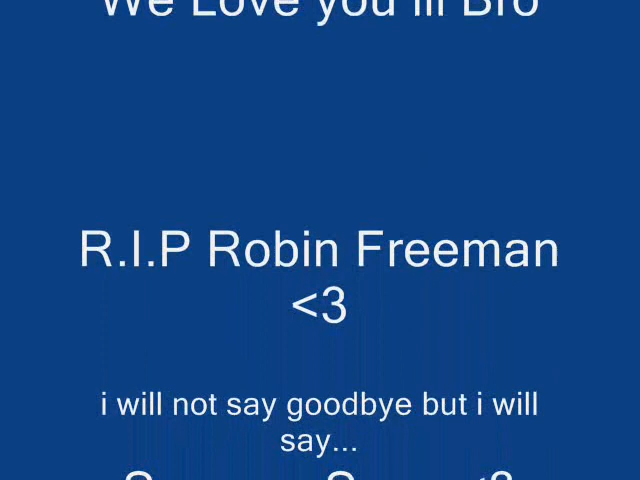 We Love you lil Bro
R.I.P Robin Freeman
<3
i will not say goodbye but i will
say...